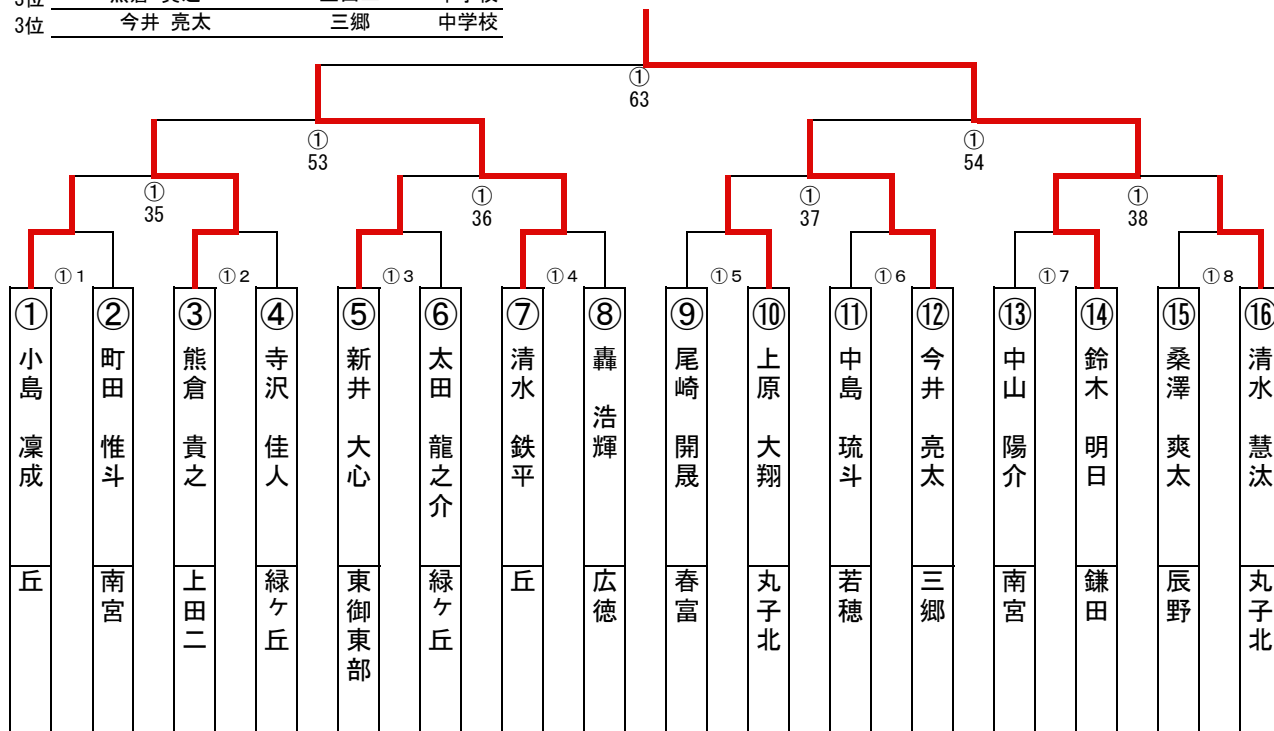 3位 今井 亮太 三郷 中学校
①
63
①
53
①
54
①
35
①
36
①
37
①
38
①1
①2
①3
①4
①5
①6
①7
①8
① 小島 凜成 丘
② 町田 惟斗 南宮
③ 熊倉 貴之 上田二
④ 寺沢 佳人 緑ヶ丘
⑤ 新井 大心 東御東部
⑥ 太田 龍之介 緑ヶ丘
⑦ 清水 鉄平 丘
⑧ 轟 浩輝 広徳
⑨ 尾崎 開晟 春富
⑩ 上原 大翔 丸子北
⑪ 中島 琉斗 若穂
⑫ 今井 亮太 三郷
⑬ 中山 陽介 南宮
⑭ 鈴木 明日 鎌田
⑮ 桑澤 爽太 辰野
⑯ 清水 慧汰 丸子北